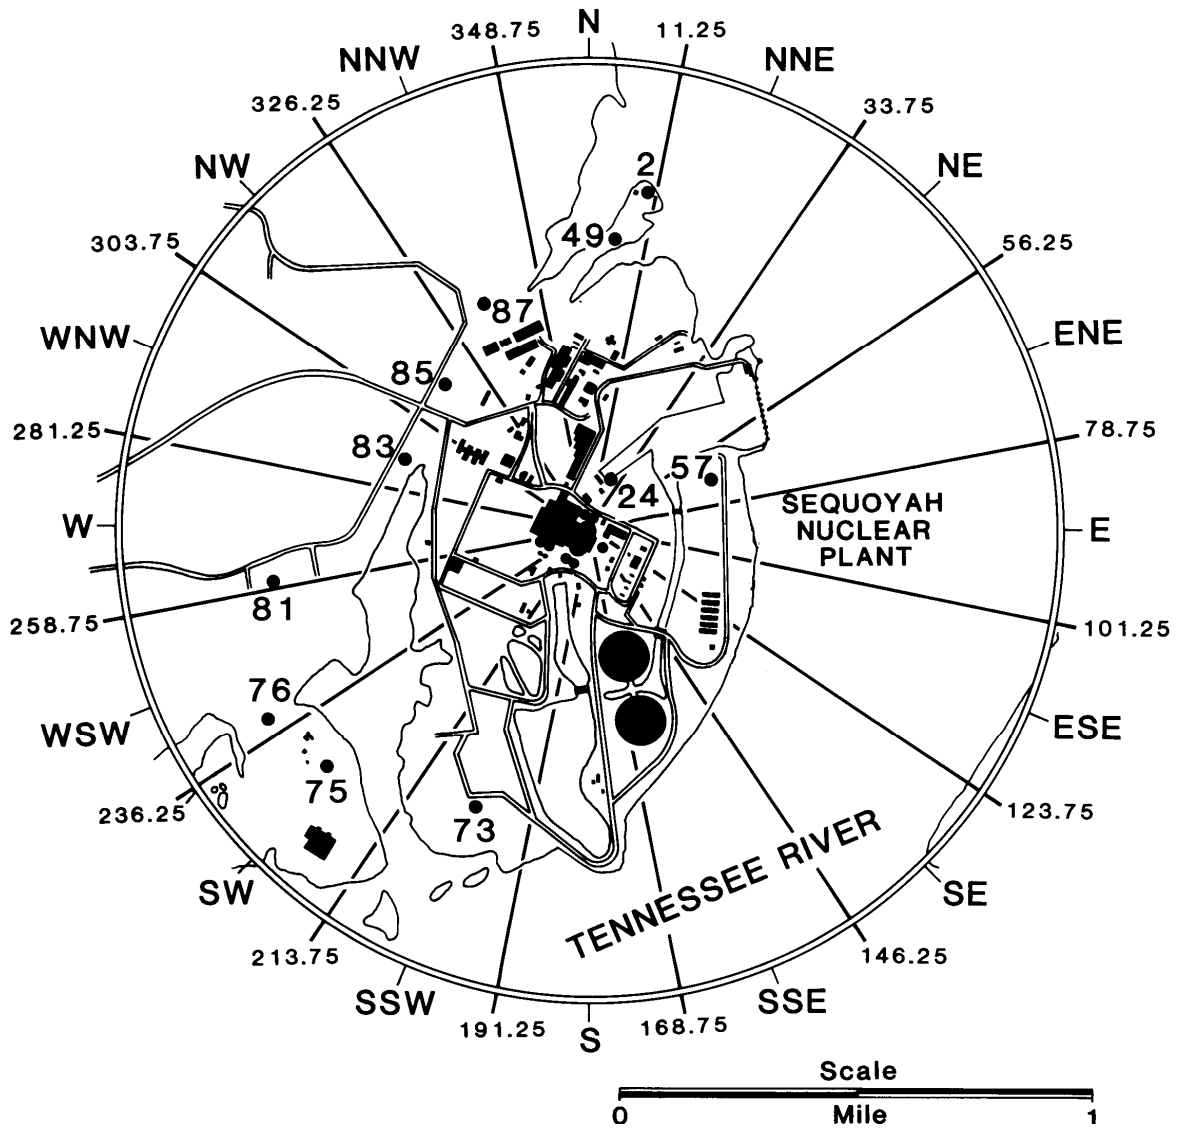 N
348.75
11.25
NNW
NNE
326.25
33.75
NW
2
NE
303.75
49
56.25
87
WNW
ENE
85
281.25
83
78.75
57
24
W
SEQUOYAH
NUCLEAR
PLANT
E
81
258.75
101.25
76
WSW
ESE
75
236.25
73
123.75
TENNESSEE RIVER
SW
SE
213.75
146.25
SSW
SSE
191.25
168.75
S
Scale
0
Mile
1